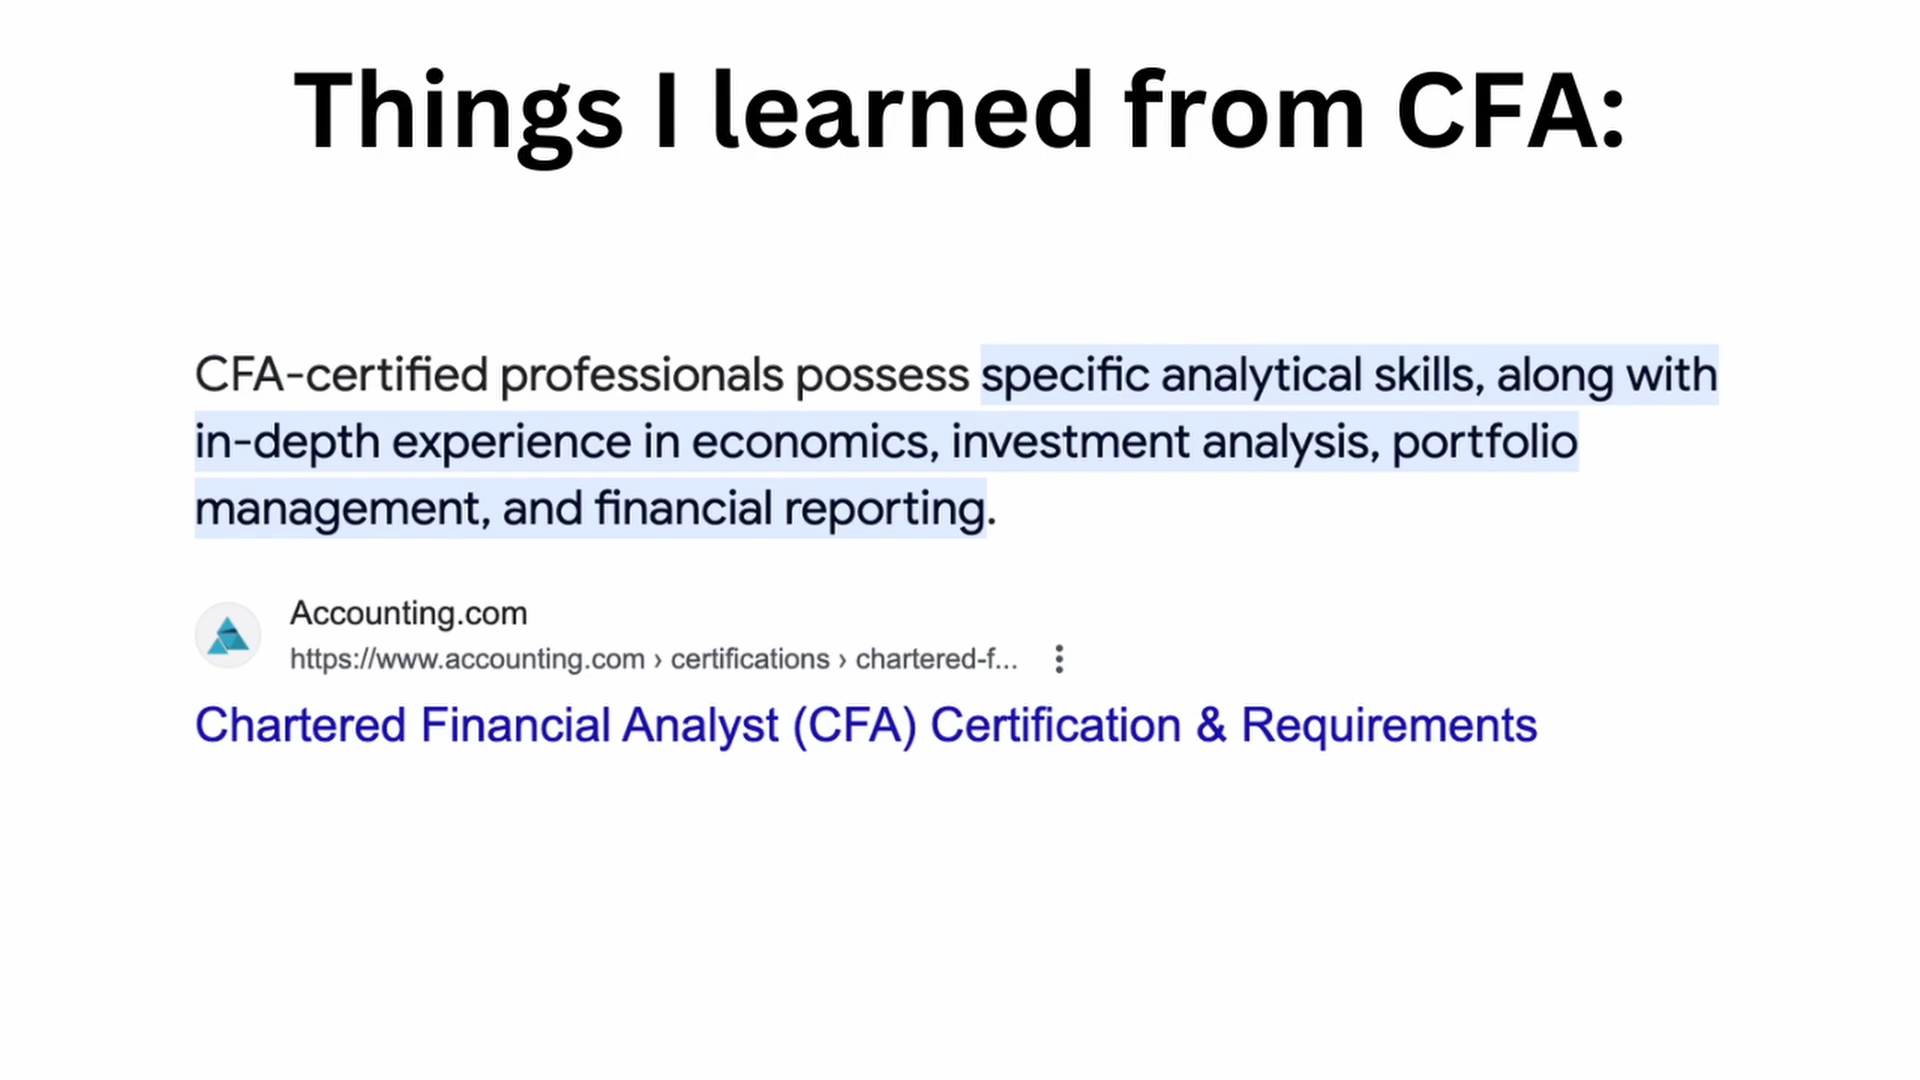 Things I learned from CFA:
CFA-certified professionals possess specific analytical skills, along with
in-depth experience in economics, investment analysis, portfolio
management, and financial reporting.
Accounting.com
https://www.accounting.com › certifications › chartered-f...
Chartered Financial Analyst (CFA) Certification & Requirements